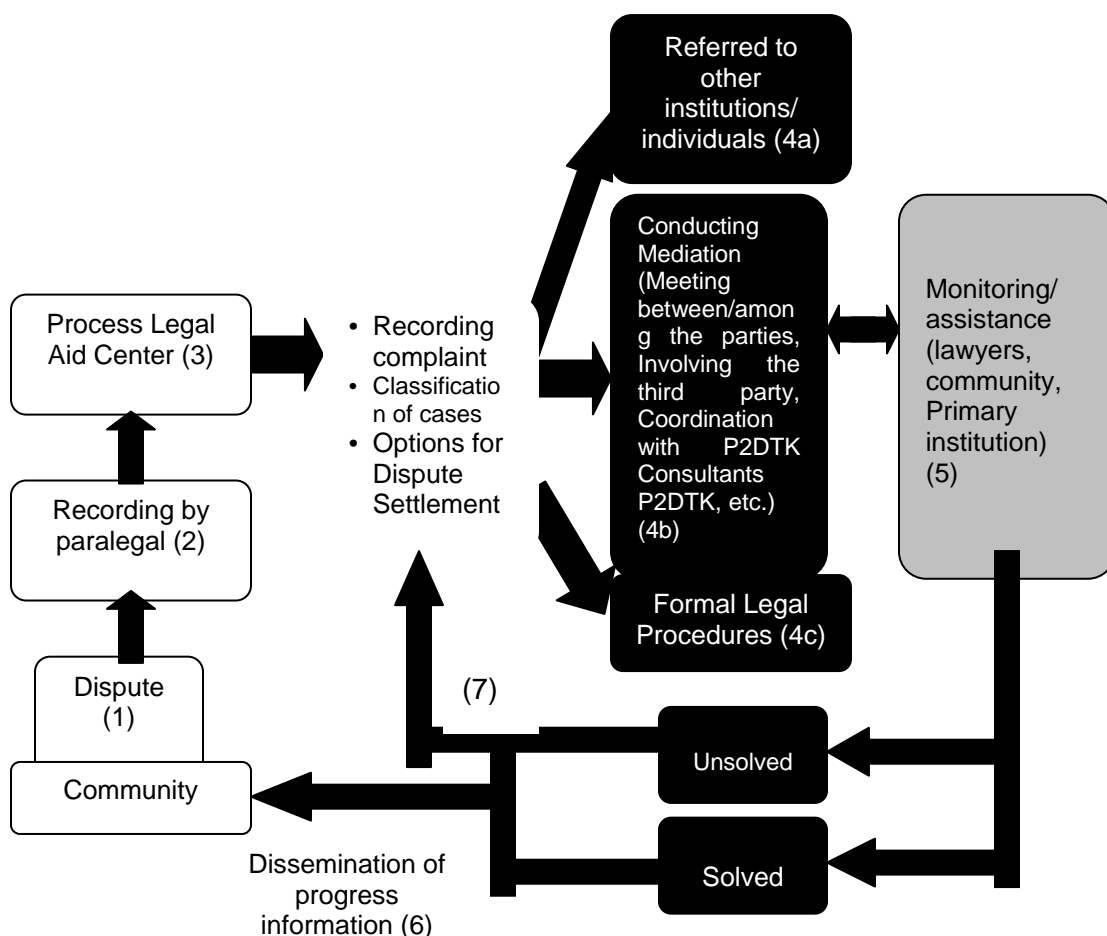 Referred to
other
institutions/
individuals (4a)
Conducting
Mediation
(Meeting
between/amon
g the parties,
Involving the
third party,
Coordination
with P2DTK
Consultants
P2DTK, etc.)
(4b)
Monitoring/
assistance
(lawyers,
community,
Primary
institution)
(5)
Process Legal
Aid Center (3)
• Recording
complaint
• Classificatio
n of cases
• Options for
Dispute
Settlement
Recording by
paralegal (2)
Formal Legal
Procedures (4c)
Dispute
(1)
(7)
Community
Unsolved
Solved
Dissemination of
progress
information (6)